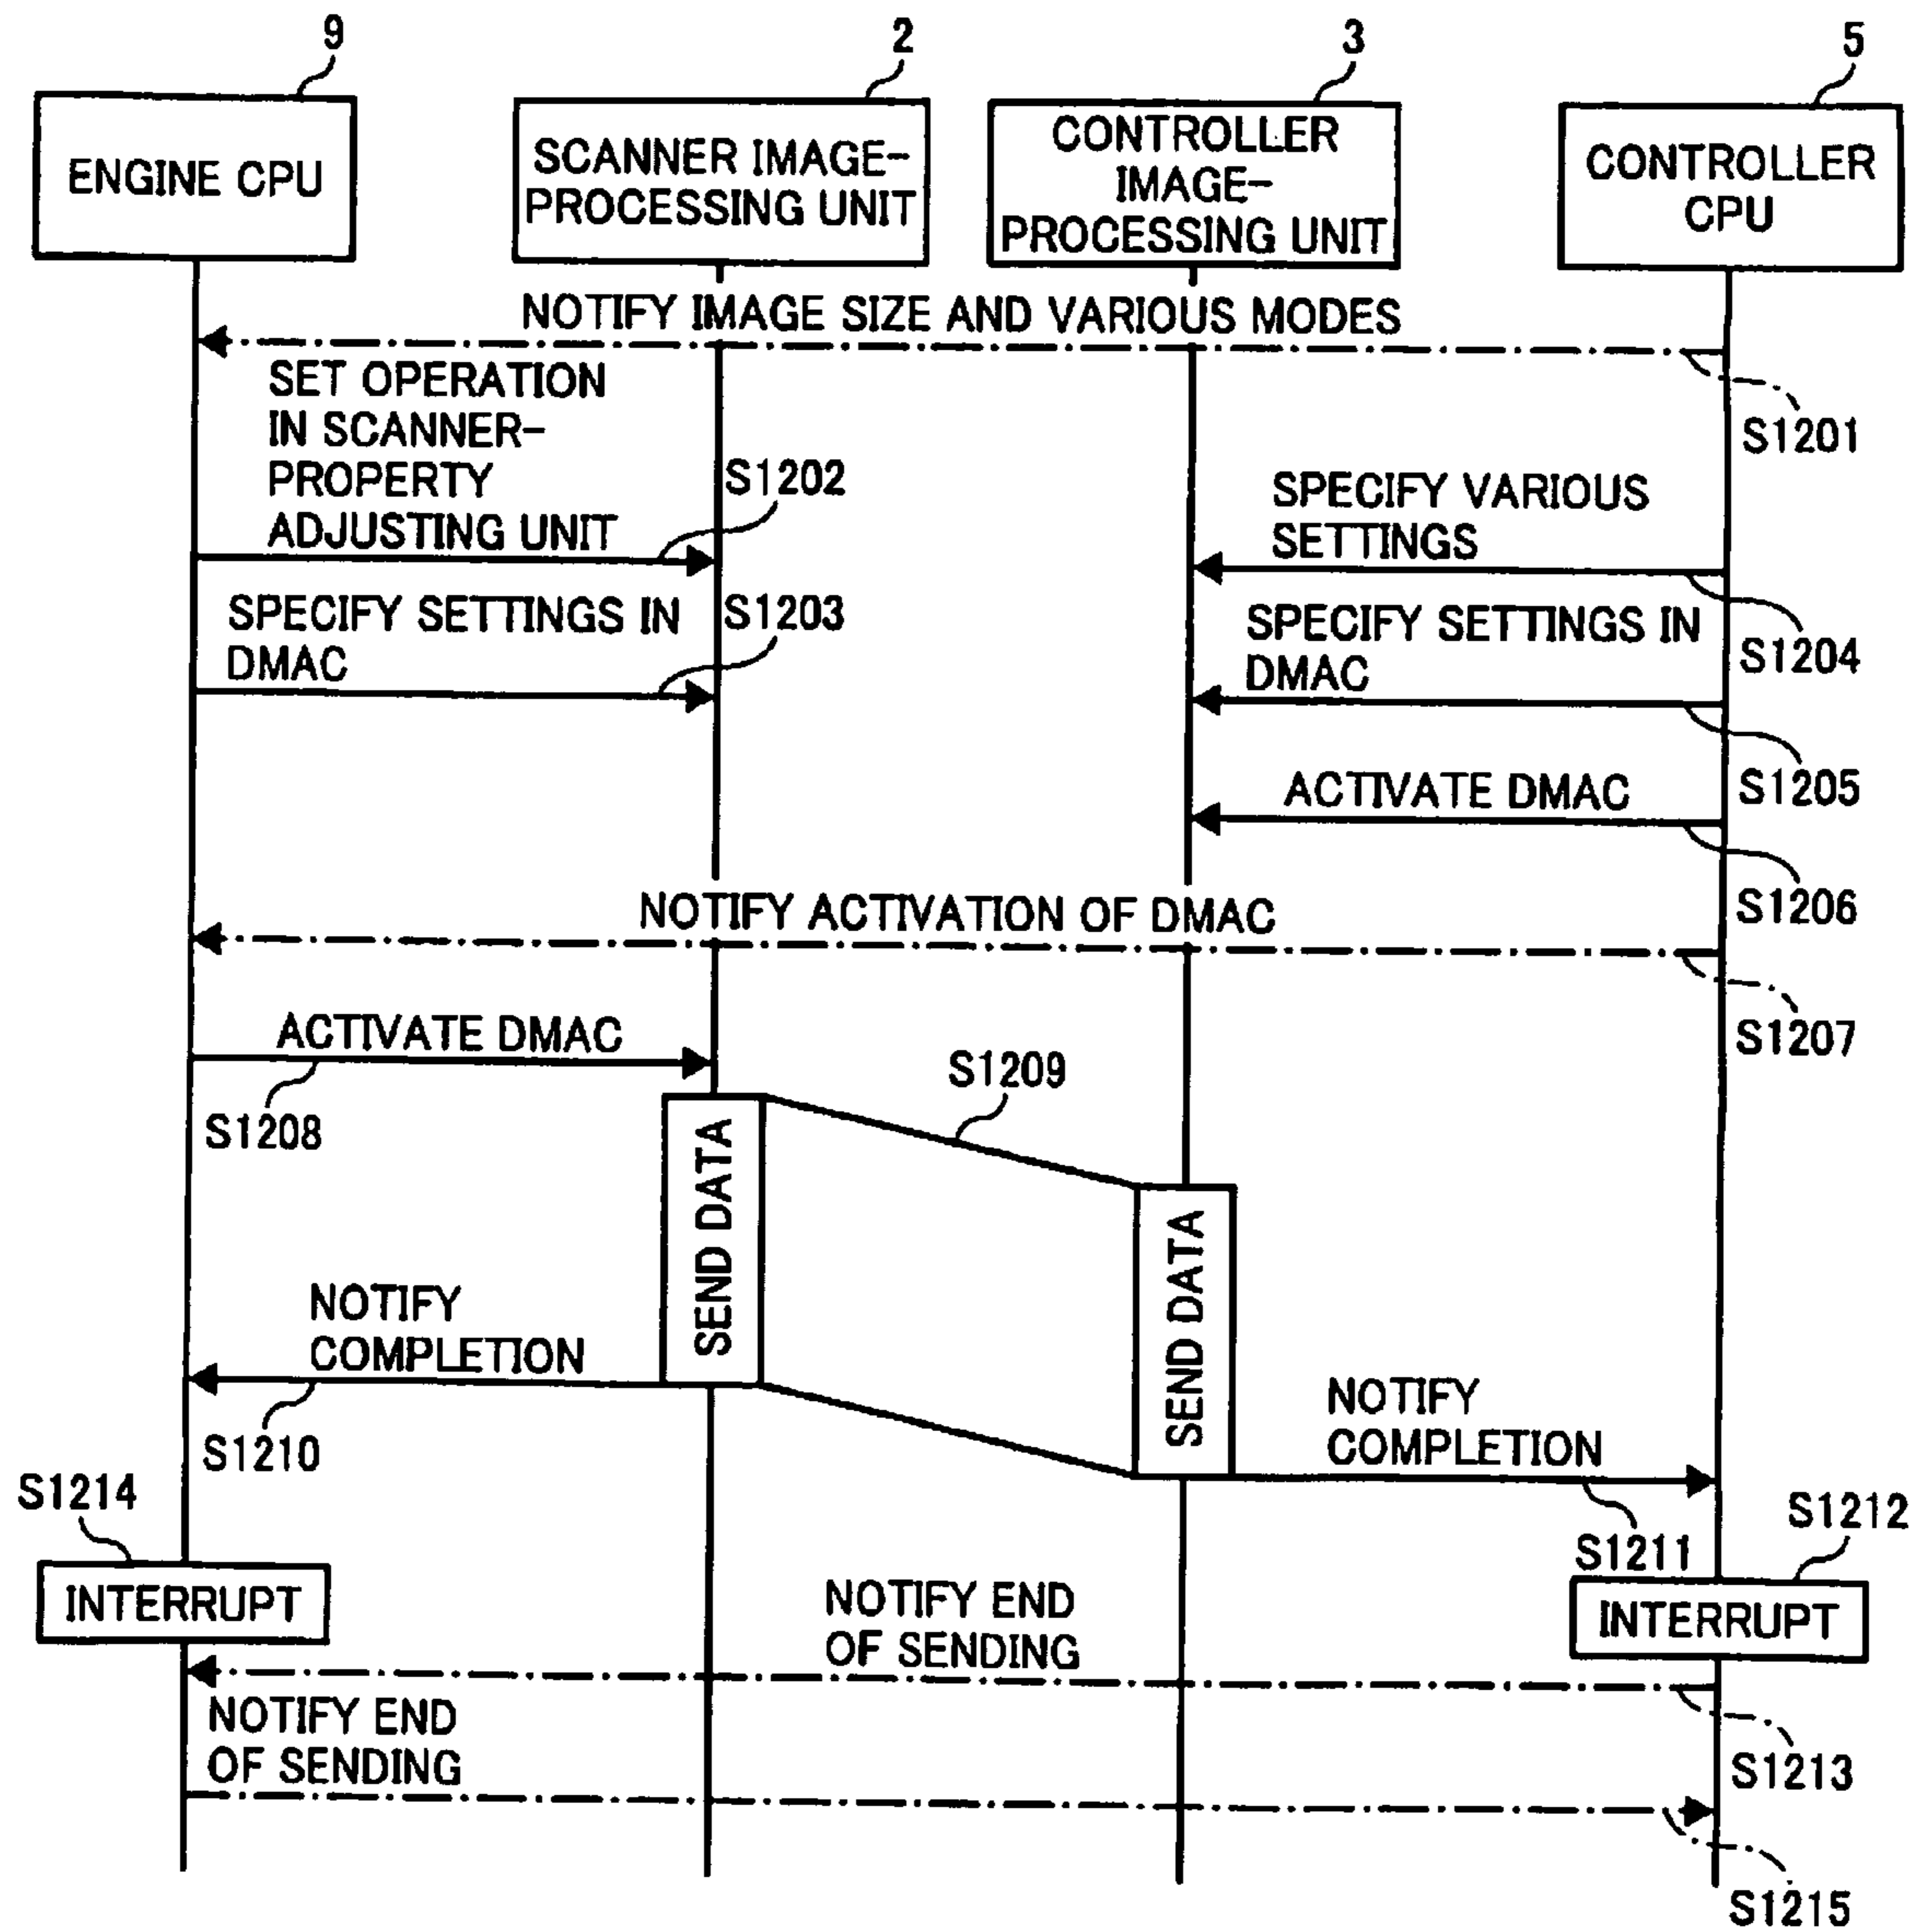 9
2
3
5
ENGINE CPU
SCANNER IMAGE-
PROCESSING UNIT
CONTROLLER
IMAGE-
PROCESSING UNIT
CONTROLLER
CPU
NOTIFY IMAGE SIZE AND VARIOUS MODES
S1201
SET OPERATION
IN SCANNER-
PROPERTY
ADJUSTING UNIT
S1202
SPECIFY VARIOUS
SETTINGS
S1204
SPECIFY SETTINGS IN
DMAC
S1203
SPECIFY SETTINGS IN
DMAC
S1205
ACTIVATE DMAC
S1206
NOTIFY ACTIVATION OF DMAC
S1207
ACTIVATE DMAC
S1208
S1209
SEND DATA
SEND DATA
NOTIFY
COMPLETION
S1210
NOTIFY
COMPLETION
S1211
S1214
INTERRUPT
S1212
INTERRUPT
NOTIFY END
OF SENDING
S1213
NOTIFY END
OF SENDING
S1215